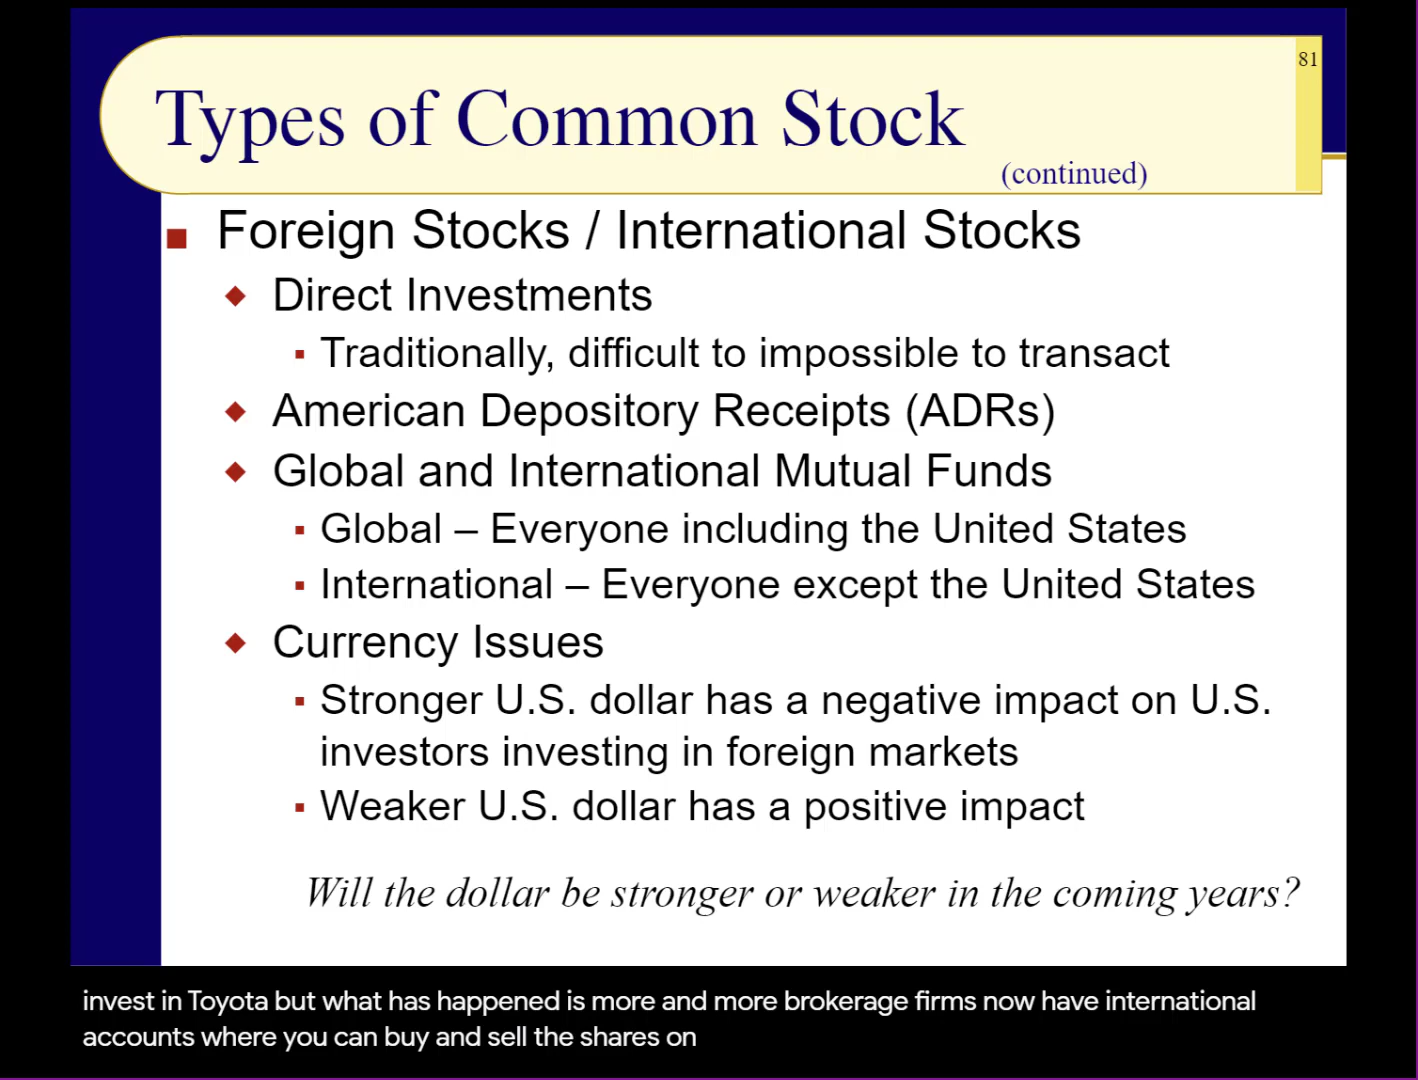 81
Types of Common Stock
(continued)
Foreign Stocks / International Stocks
Direct Investments
Traditionally, difficult to impossible to transact
American Depository Receipts (ADRs)
Global and International Mutual Funds
Global – Everyone including the United States
International – Everyone except the United States
Currency Issues
Stronger U.S. dollar has a negative impact on U.S.
investors investing in foreign markets
Weaker U.S. dollar has a positive impact
Will the dollar be stronger or weaker in the coming years?
invest in Toyota but what has happened is more and more brokerage firms now have international
accounts where you can buy and sell the shares on